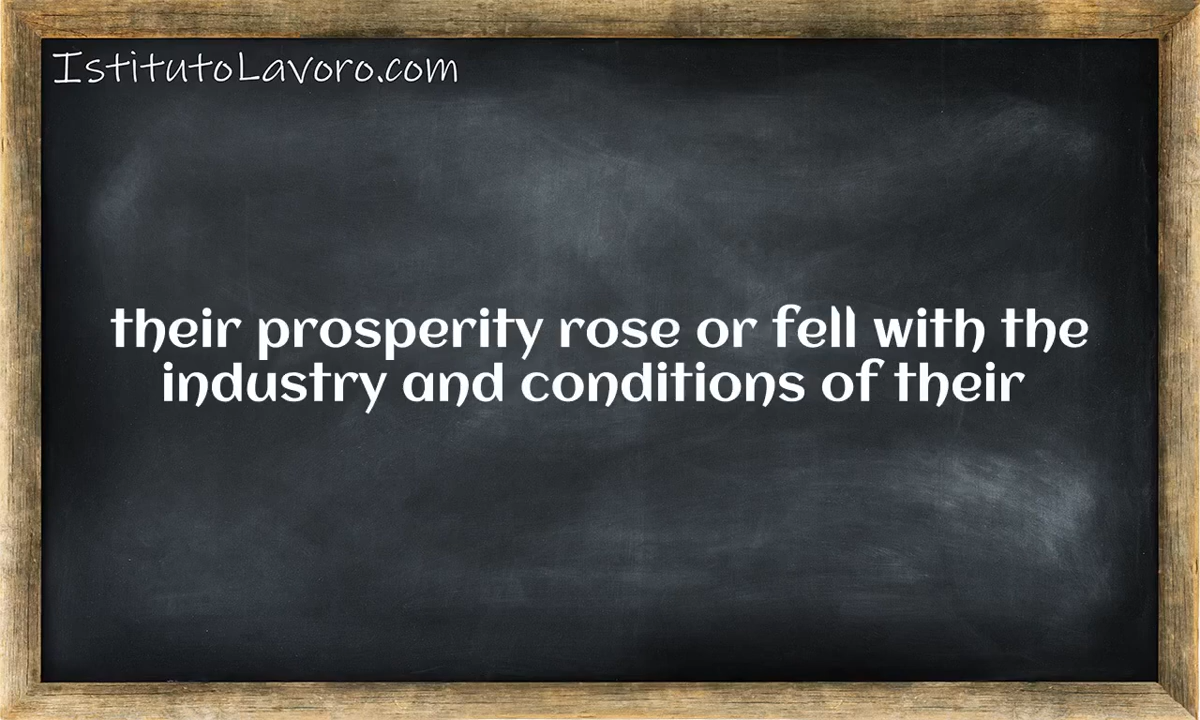 IstitutoLavoro.com
their prosperity rose or fell with the
industry and conditions of their